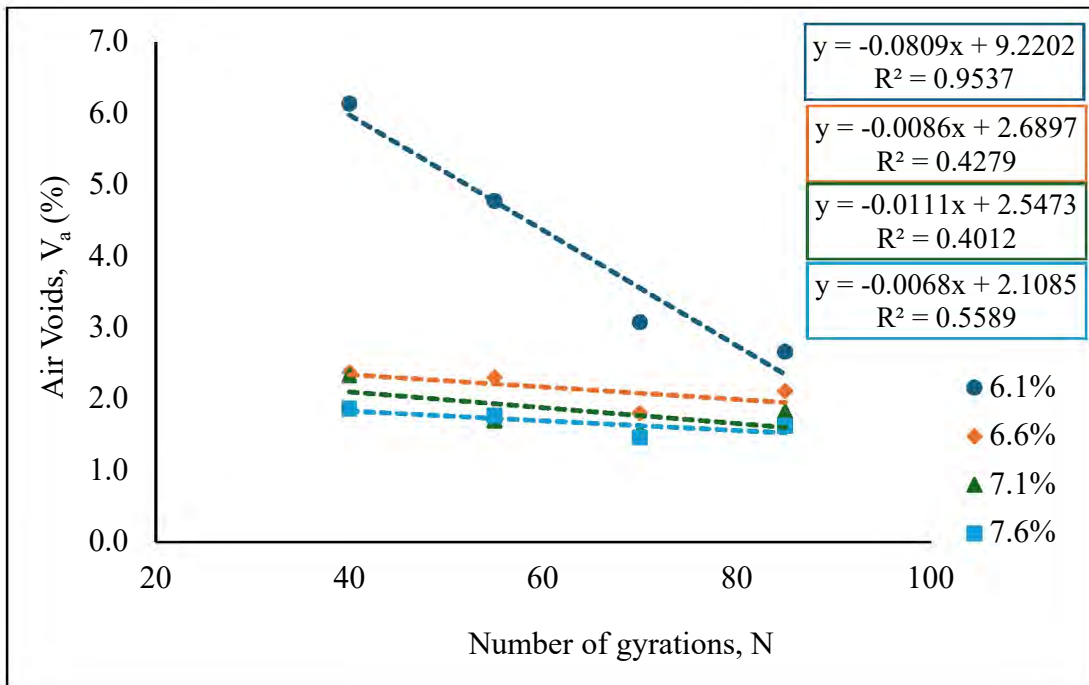 7.0
6.0
5.0
4.0
3.0
2.0
1.0
0.0
Air Voids, Vₐ (%)
20
40
60
80
100
Number of gyrations, N
y = -0.0809x + 9.2202
R² = 0.9537
y = -0.0086x + 2.6897
R² = 0.4279
y = -0.0111x + 2.5473
R² = 0.4012
y = -0.0068x + 2.1085
R² = 0.5589
6.1%
6.6%
7.1%
7.6%